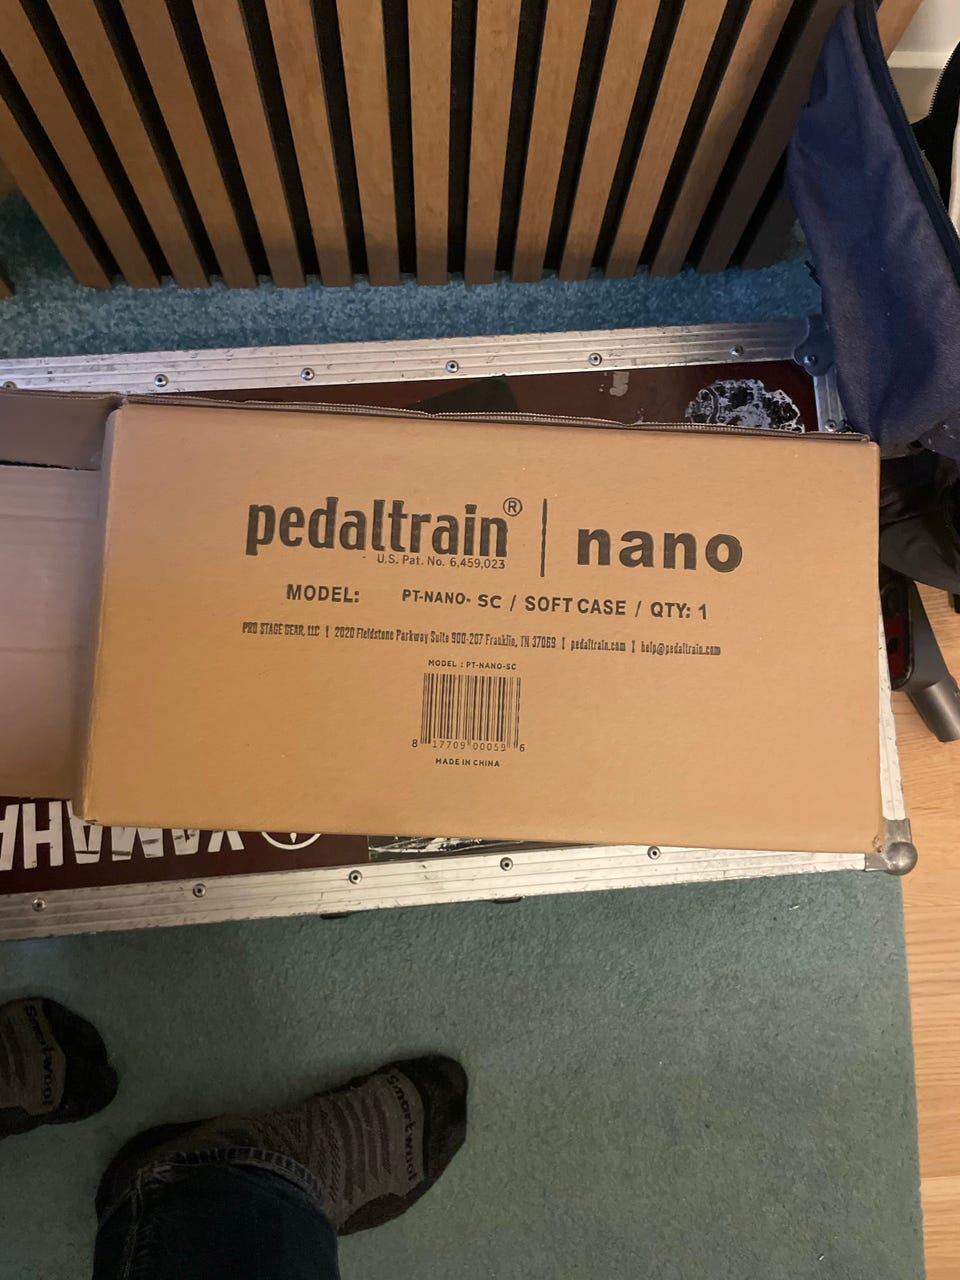 pedaltrain® | nano
U.S. Pat. No. 6,459,023
MODEL: PT-NANO- SC / SOFT CASE / QTY: 1
PRO STAGE GEAR, LLC | 2020 Fieldstone Parkway Suite 900-207 Franklin, TN 37069 | pedaltrain.com | help@pedaltrain.com
MODEL : PT-NANO-SC
8 17709 00059 6
MADE IN CHINA
YAMAHA
Smartwool
Smartwool